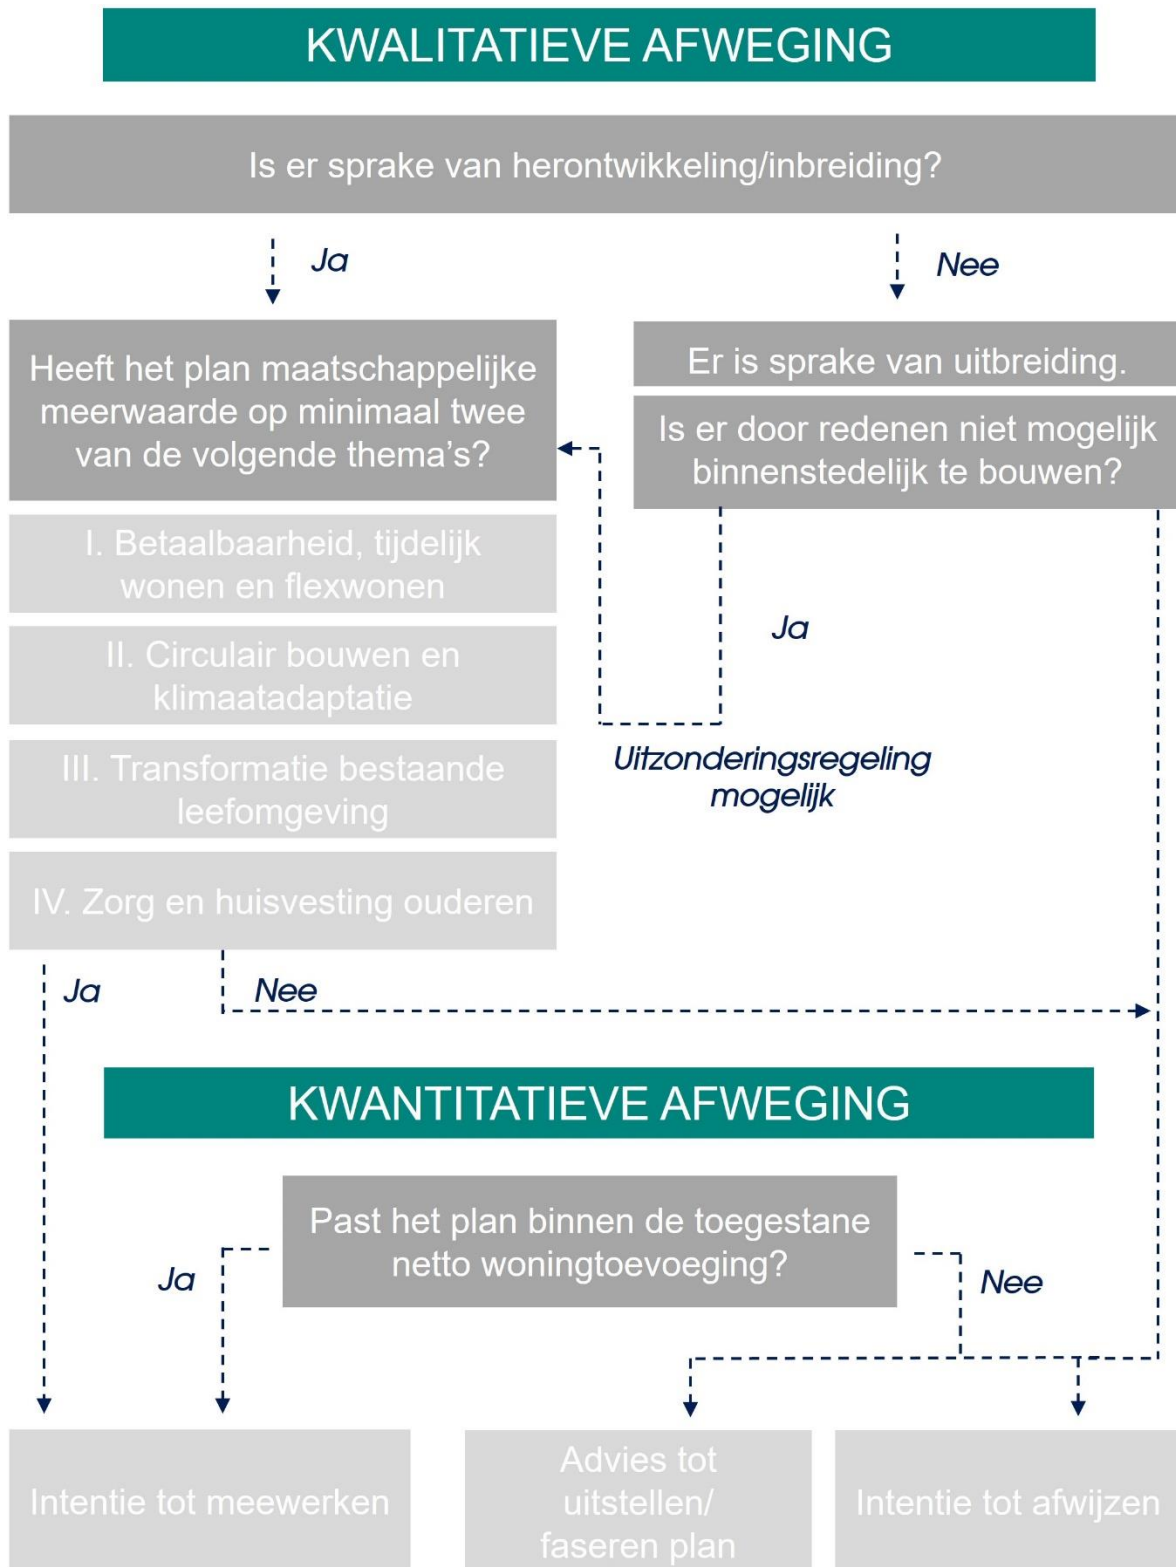 KWALITATIEVE AFWEGING
Is er sprake van herontwikkeling/inbreiding?
Ja
Nee
Heeft het plan maatschappelijke
meerwaarde op minimaal twee
van de volgende thema's?
Er is sprake van uitbreiding.
Is er door redenen niet mogelijk
binnenstedelijk te bouwen?
I. Betaalbaarheid, tijdelijk
wonen en flexwonen
II. Circulair bouwen en
klimaatadaptatie
III. Transformatie bestaande
leefomgeving
IV. Zorg en huisvesting ouderen
Ja
Uitzonderingsregeling
mogelijk
Ja
Nee
KWANTITATIEVE AFWEGING
Past het plan binnen de toegestane
netto woningtoevoeging?
Ja
Nee
Intentie tot meewerken
Advies tot
uitstellen/
faseren plan
Intentie tot afwijzen